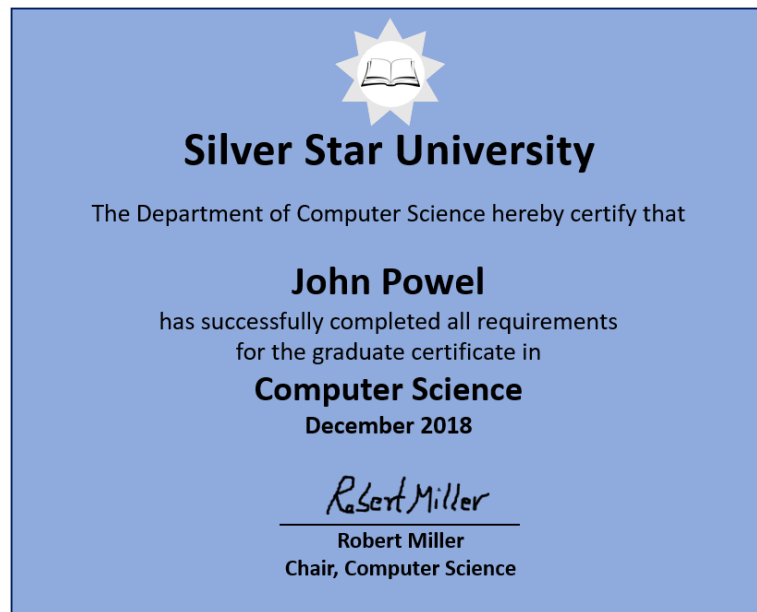 Silver Star University
The Department of Computer Science hereby certify that
John Powel
has successfully completed all requirements
for the graduate certificate in
Computer Science
December 2018
Robert Miller
Robert Miller
Chair, Computer Science